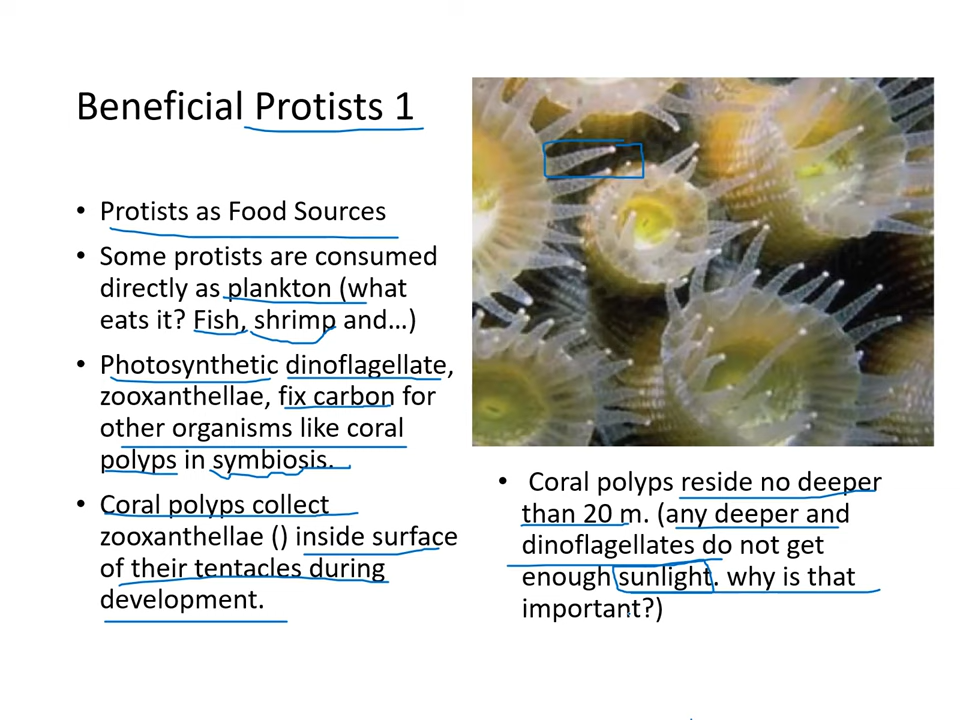 Beneficial Protists 1
• Protists as Food Sources
• Some protists are consumed
directly as plankton (what
eats it? Fish, shrimp and…)
• Photosynthetic dinoflagellate,
zooxanthellae, fix carbon for
other organisms like coral
polyps in symbiosis.
• Coral polyps collect
zooxanthellae () inside surface
of their tentacles during
development.
• Coral polyps reside no deeper
than 20 m. (any deeper and
dinoflagellates do not get
enough sunlight. why is that
important?)